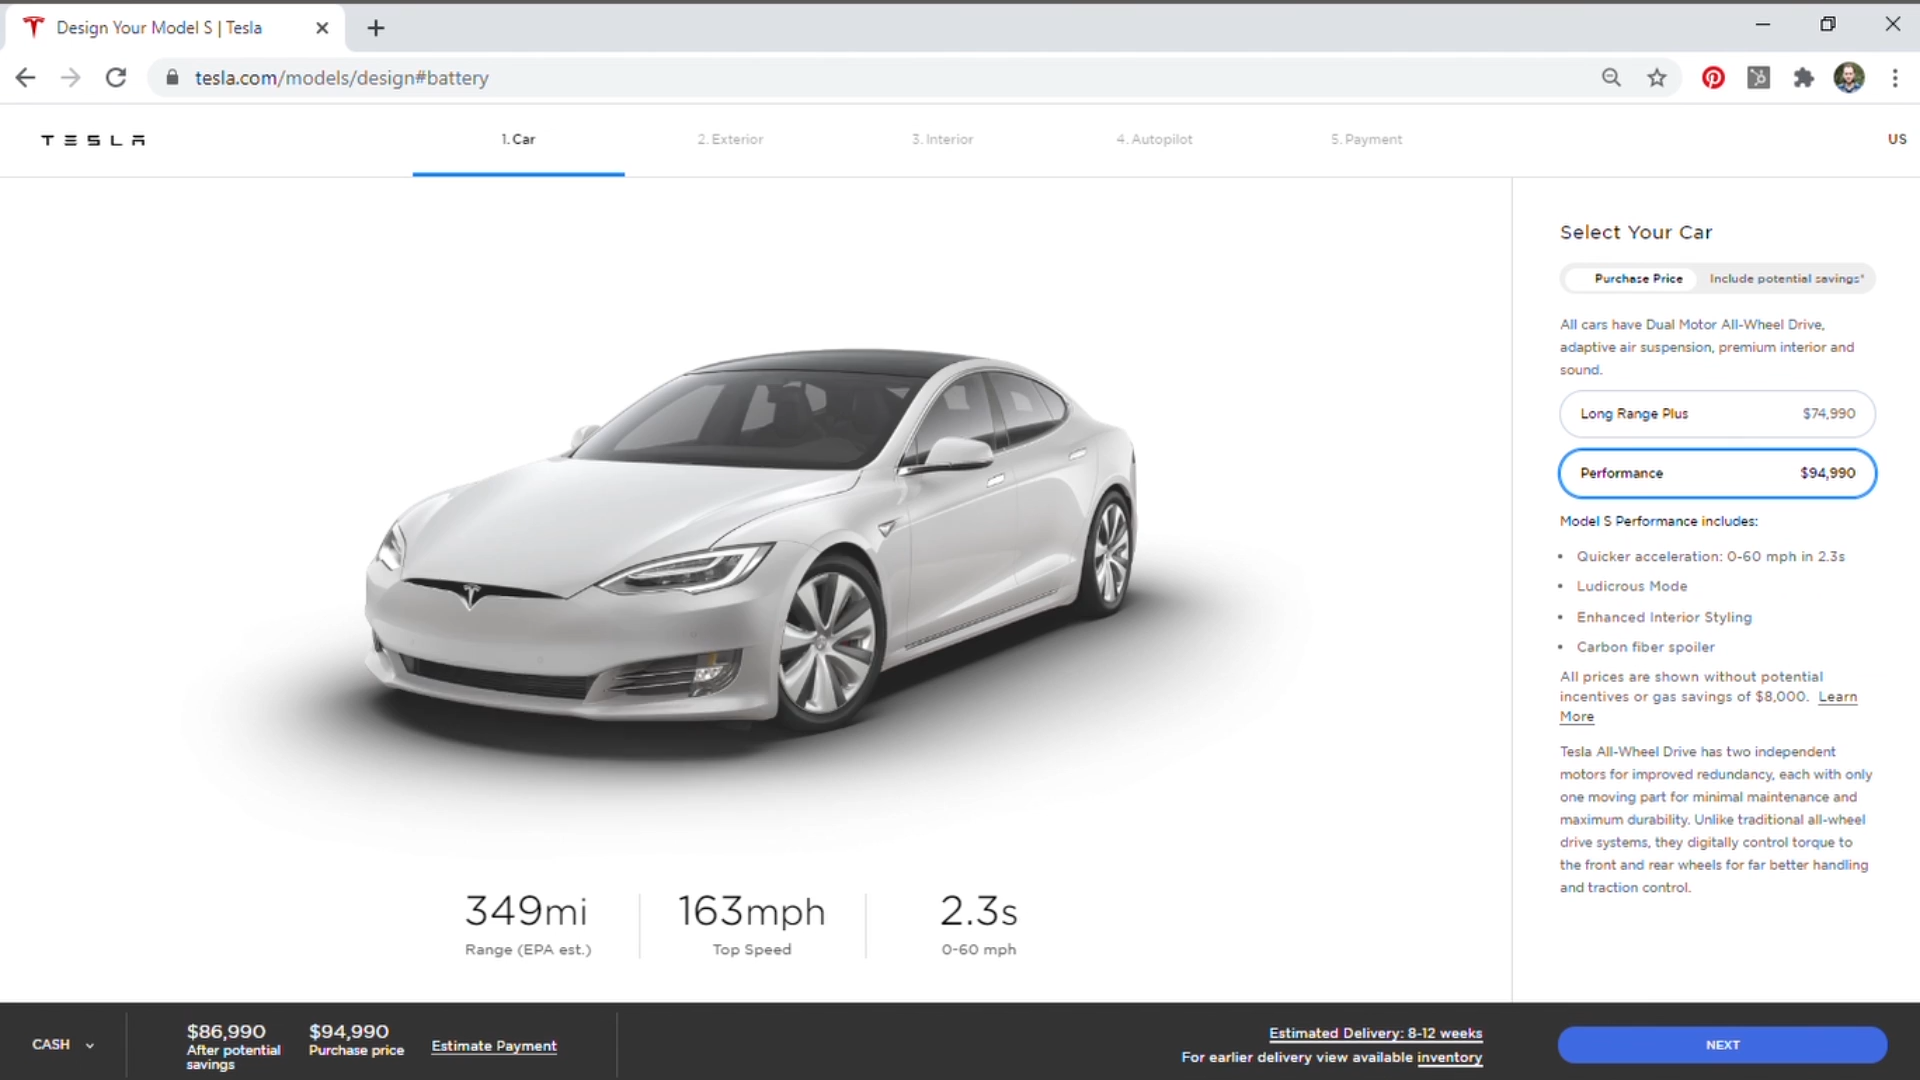 Design Your Model S | Tesla
tesla.com/models/design#battery
TESLA
1. Car
2. Exterior
3. Interior
4. Autopilot
5. Payment
US
Select Your Car
Purchase Price
Include potential savings*
All cars have Dual Motor All-Wheel Drive,
adaptive air suspension, premium interior and
sound.
Long Range Plus $74,990
Performance $94,990
Model S Performance includes:
• Quicker acceleration: 0-60 mph in 2.3s
• Ludicrous Mode
• Enhanced Interior Styling
• Carbon fiber spoiler
All prices are shown without potential
incentives or gas savings of $8,000. Learn
More
Tesla All-Wheel Drive has two independent
motors for improved redundancy, each with only
one moving part for minimal maintenance and
maximum durability. Unlike traditional all-wheel
drive systems, they digitally control torque to
the front and rear wheels for far better handling
and traction control.
349mi
Range (EPA est.)
163mph
Top Speed
2.3s
0-60 mph
CASH
$86,990
After potential
savings
$94,990
Purchase price
Estimate Payment
Estimated Delivery: 8-12 weeks
For earlier delivery view available inventory
NEXT